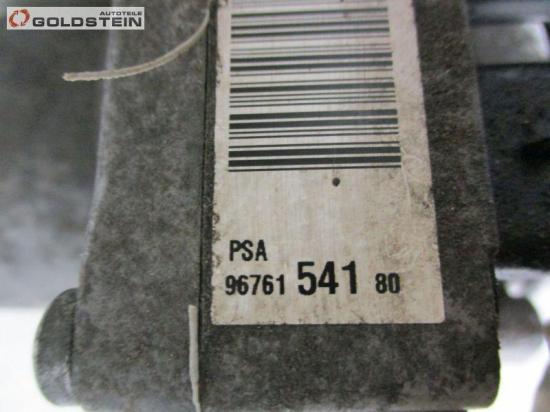 AUTOTEILE
GOLDSTEIN
PSA
96761 541 80